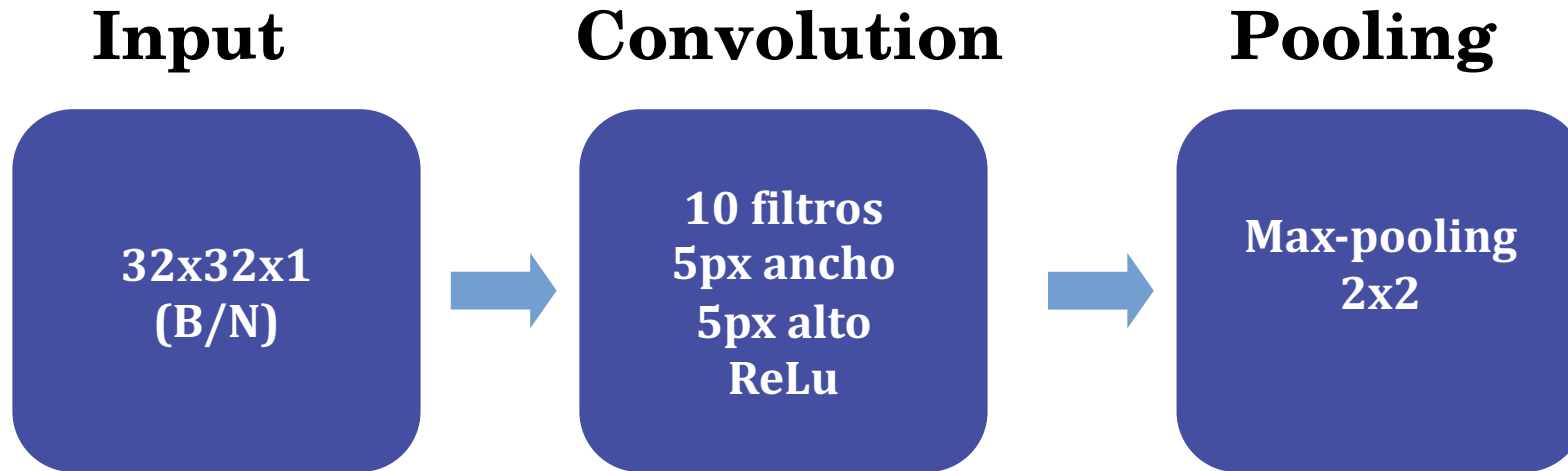 Input
Convolution
Pooling
32x32x1
(B/N)
10 filtros
5px ancho
5px alto
ReLu
Max-pooling
2x2